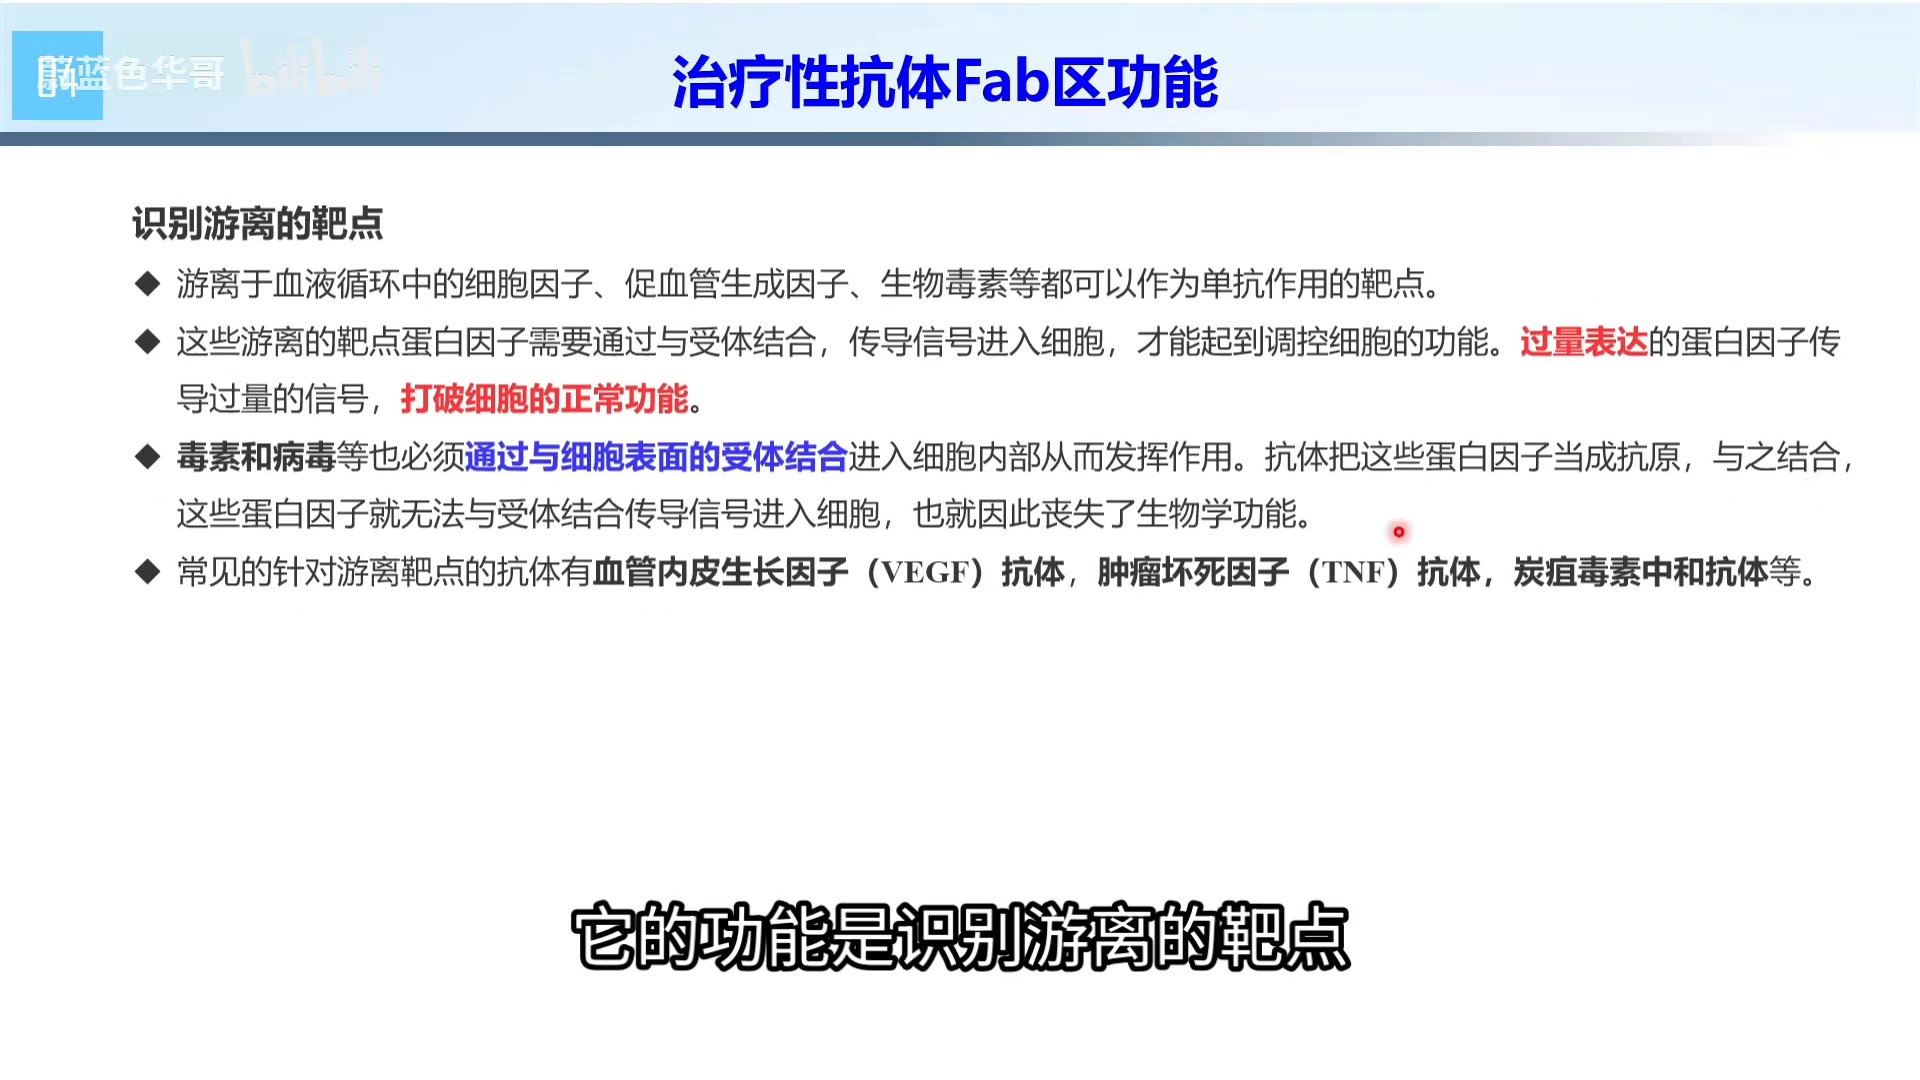 04
蔚蓝色华哥 bilibili
治疗性抗体Fab区功能
识别游离的靶点
◆ 游离于血液循环中的细胞因子、促血管生成因子、生物毒素等都可以作为单抗作用的靶点。
◆ 这些游离的靶点蛋白因子需要通过与受体结合，传导信号进入细胞，才能起到调控细胞的功能。过量表达的蛋白因子传
导过量的信号，打破细胞的正常功能。
◆ 毒素和病毒等也必须通过与细胞表面的受体结合进入细胞内部从而发挥作用。抗体把这些蛋白因子当成抗原，与之结合，
这些蛋白因子就无法与受体结合传导信号进入细胞，也就因此丧失了生物学功能。
◆ 常见的针对游离靶点的抗体有血管内皮生长因子（VEGF）抗体，肿瘤坏死因子（TNF）抗体，炭疽毒素中和抗体等。
它的功能是识别游离的靶点